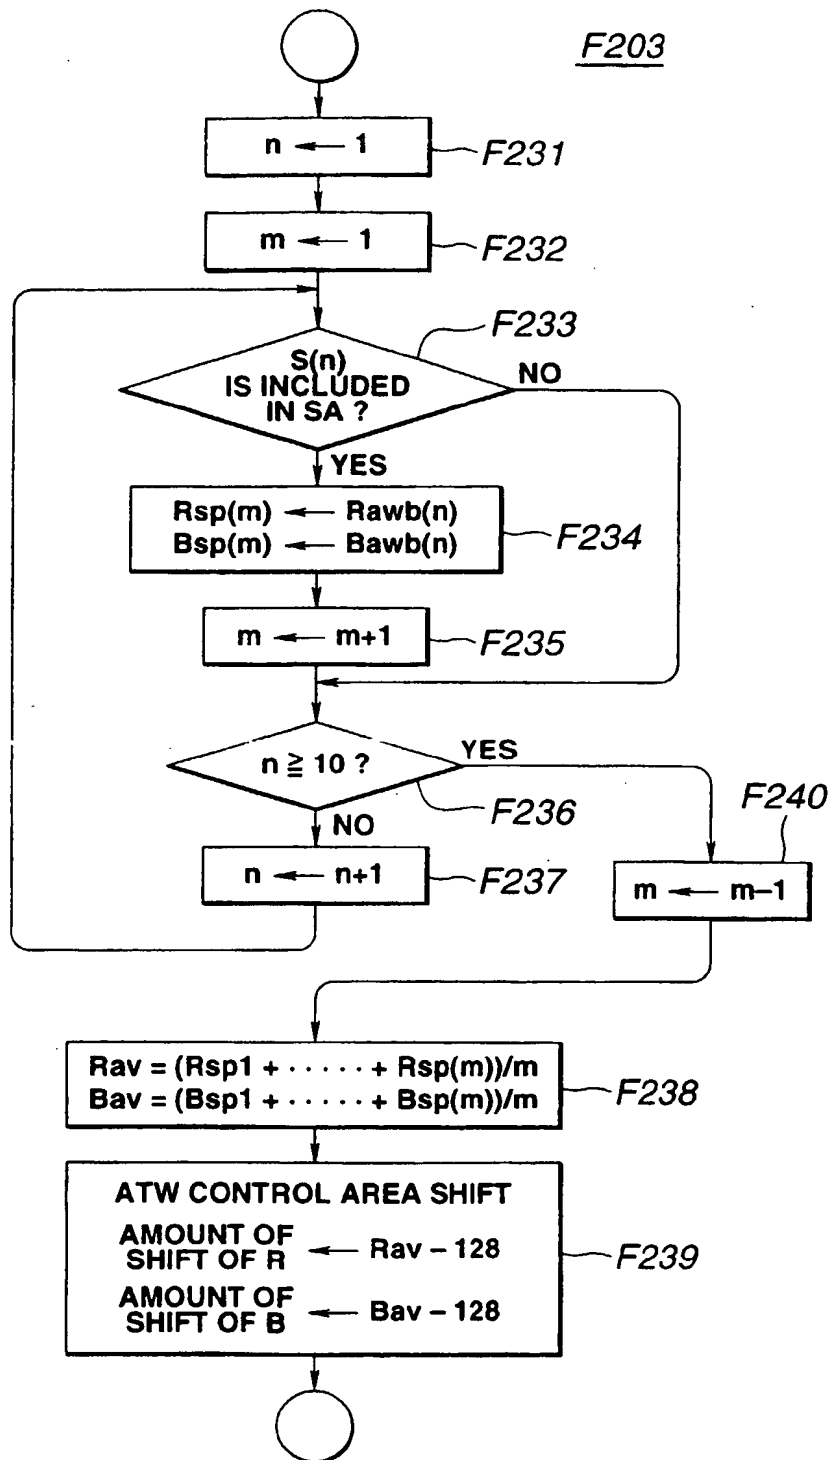 F203
n ← 1
F231
m ← 1
F232
F233
S(n)
IS INCLUDED
IN SA ?
NO
YES
Rsp(m) ← Rawb(n)
Bsp(m) ← Bawb(n)
F234
m ← m+1
F235
n ≧ 10 ?
YES
F236
NO
F240
n ← n+1
F237
m ← m–1
Rav = (Rsp1 + · · · · · + Rsp(m))/m
Bav = (Bsp1 + · · · · · + Bsp(m))/m
F238
ATW CONTROL AREA SHIFT
AMOUNT OF
SHIFT OF R ← Rav – 128
F239
AMOUNT OF
SHIFT OF B ← Bav – 128